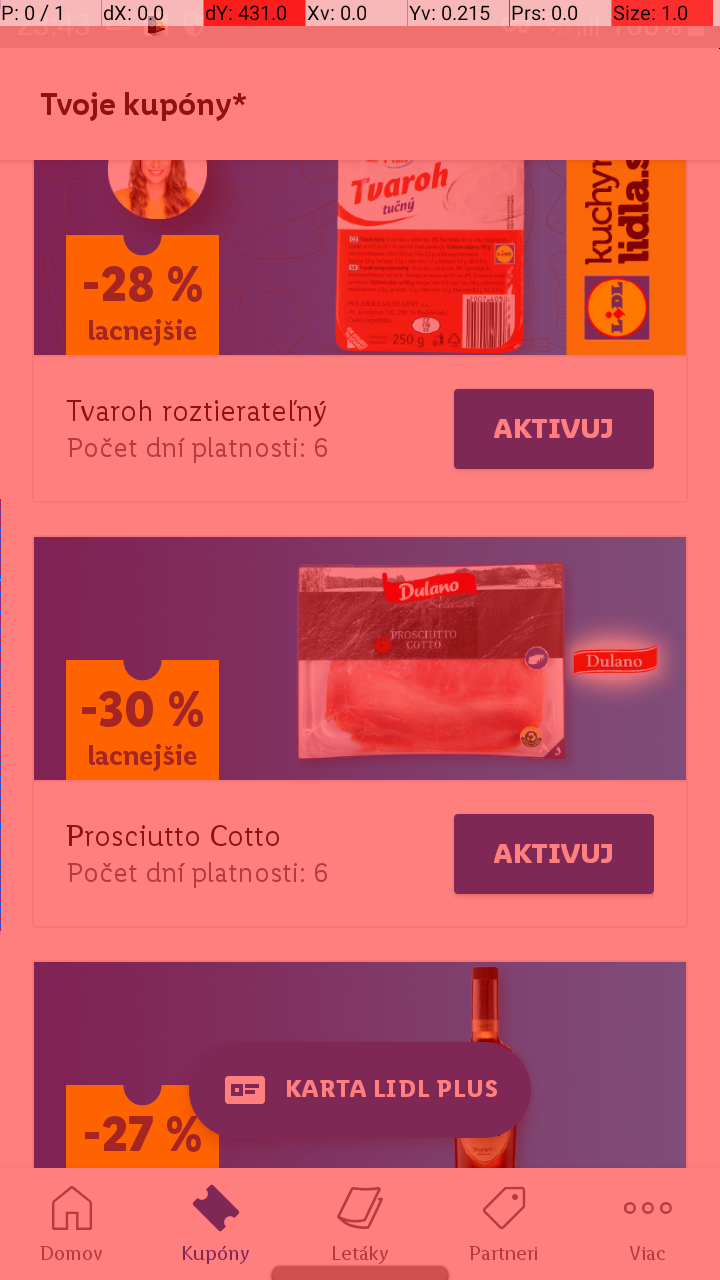 P: 0 / 1 dX: 0.0 dY: 431.0 Xv: 0.0 Yv: 0.215 Prs: 0.0 Size: 1.0
Tvoje kupóny*
Tvaroh
tučný
250 g
kuchyn
lidla.s
LIDL
-28 %
lacnejšie
Tvaroh roztierateľný
Počet dní platnosti: 6
AKTIVUJ
Dulano
PROSCIUTTO
COTTO
Dulano
-30 %
lacnejšie
Prosciutto Cotto
Počet dní platnosti: 6
AKTIVUJ
-27 %
KARTA LIDL PLUS
Domov
Kupóny
Letáky
Partneri
Viac